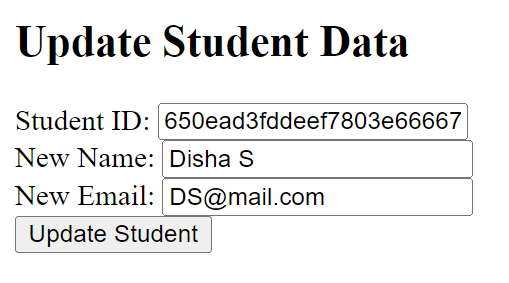 Update Student Data
Student ID: 650ead3fddeef7803e66667
New Name: Disha S
New Email: DS@mail.com
Update Student